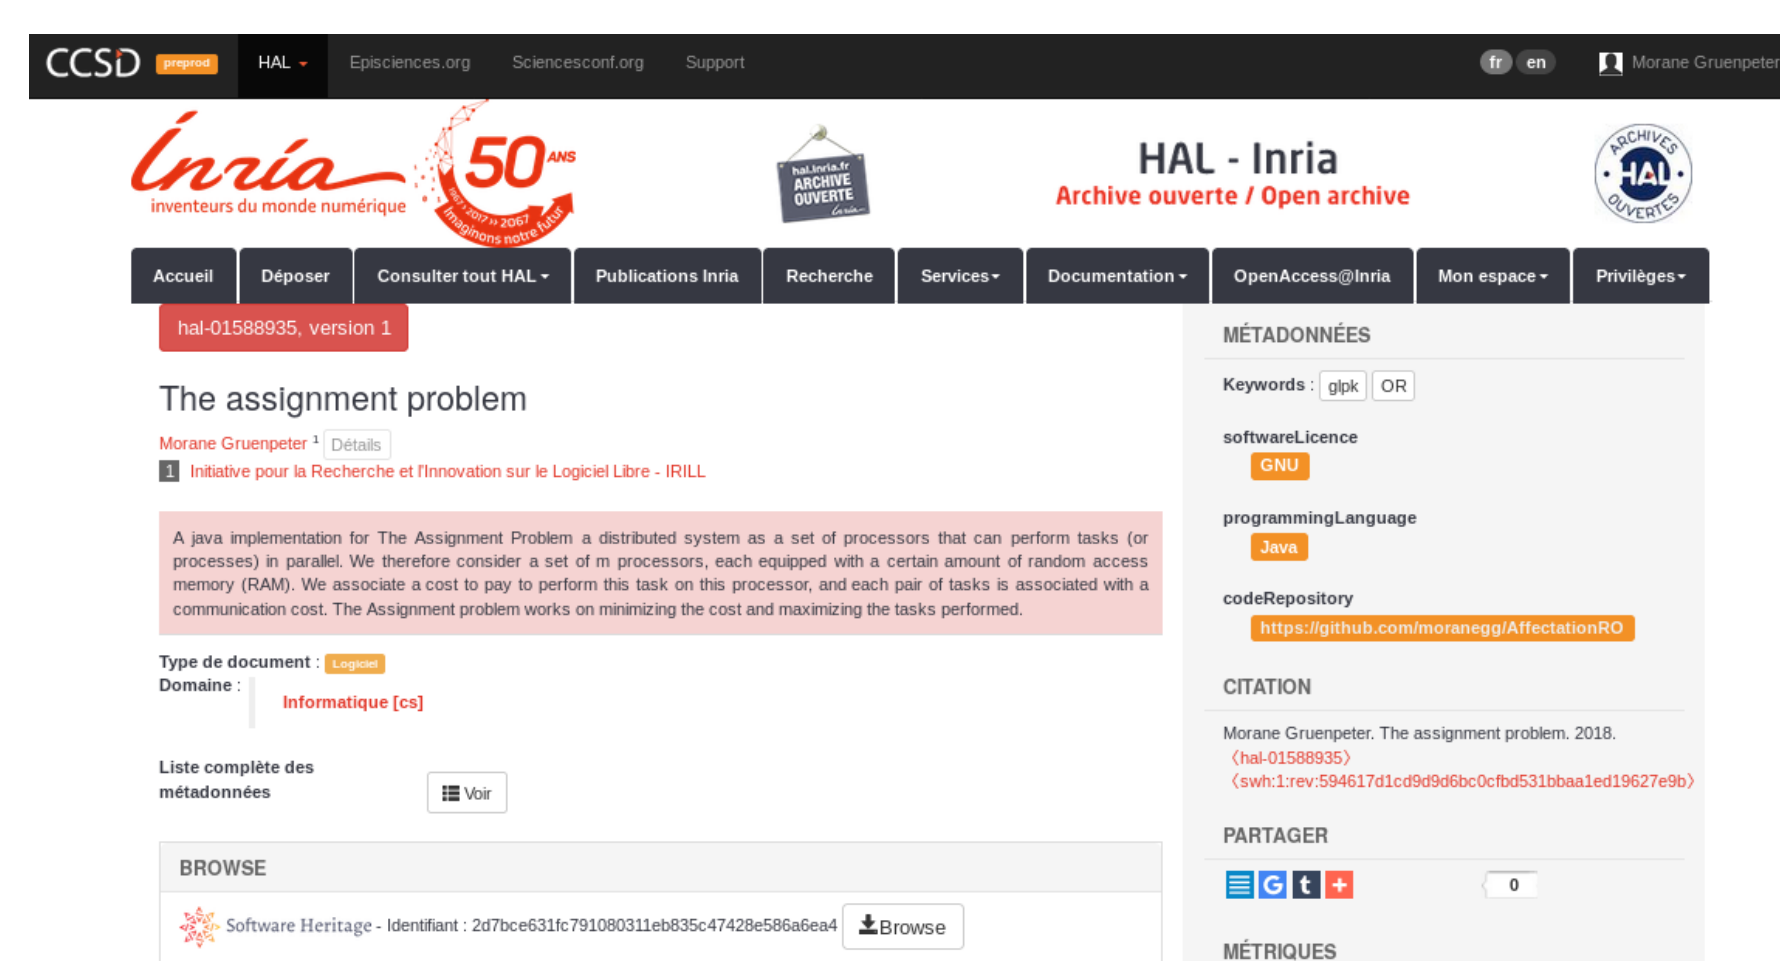 CCSD preprod HAL Episciences.org Sciencesconf.org Support fr en Morane Gruenpeter
Inria
inventeurs du monde numérique
50 ANS
1967 › 2017 ›› 2067
Imaginons notre futur
hal.inria.fr
ARCHIVE
OUVERTE
Inria
HAL - Inria
Archive ouverte / Open archive
ARCHIVES
HAL
OUVERTES
Accueil Déposer Consulter tout HAL Publications Inria Recherche Services Documentation OpenAccess@Inria Mon espace Privilèges
hal-01588935, version 1
The assignment problem
Morane Gruenpeter 1 Détails
1 Initiative pour la Recherche et l'Innovation sur le Logiciel Libre - IRILL
A java implementation for The Assignment Problem a distributed system as a set of processors that can perform tasks (or
processes) in parallel. We therefore consider a set of m processors, each equipped with a certain amount of random access
memory (RAM). We associate a cost to pay to perform this task on this processor, and each pair of tasks is associated with a
communication cost. The Assignment problem works on minimizing the cost and maximizing the tasks performed.
Type de document : Logiciel
Domaine :
Informatique [cs]
Liste complète des
métadonnées
Voir
BROWSE
Software Heritage - Identifiant : 2d7bce631fc791080311eb835c47428e586a6ea4 Browse
MÉTADONNÉES
Keywords : glpk OR
softwareLicence
GNU
programmingLanguage
Java
codeRepository
https://github.com/moranegg/AffectationRO
CITATION
Morane Gruenpeter. The assignment problem. 2018.
〈hal-01588935〉
〈swh:1:rev:594617d1cd9d9d6bc0cfbd531bbaa1ed19627e9b〉
PARTAGER
G t + 0
MÉTRIQUES